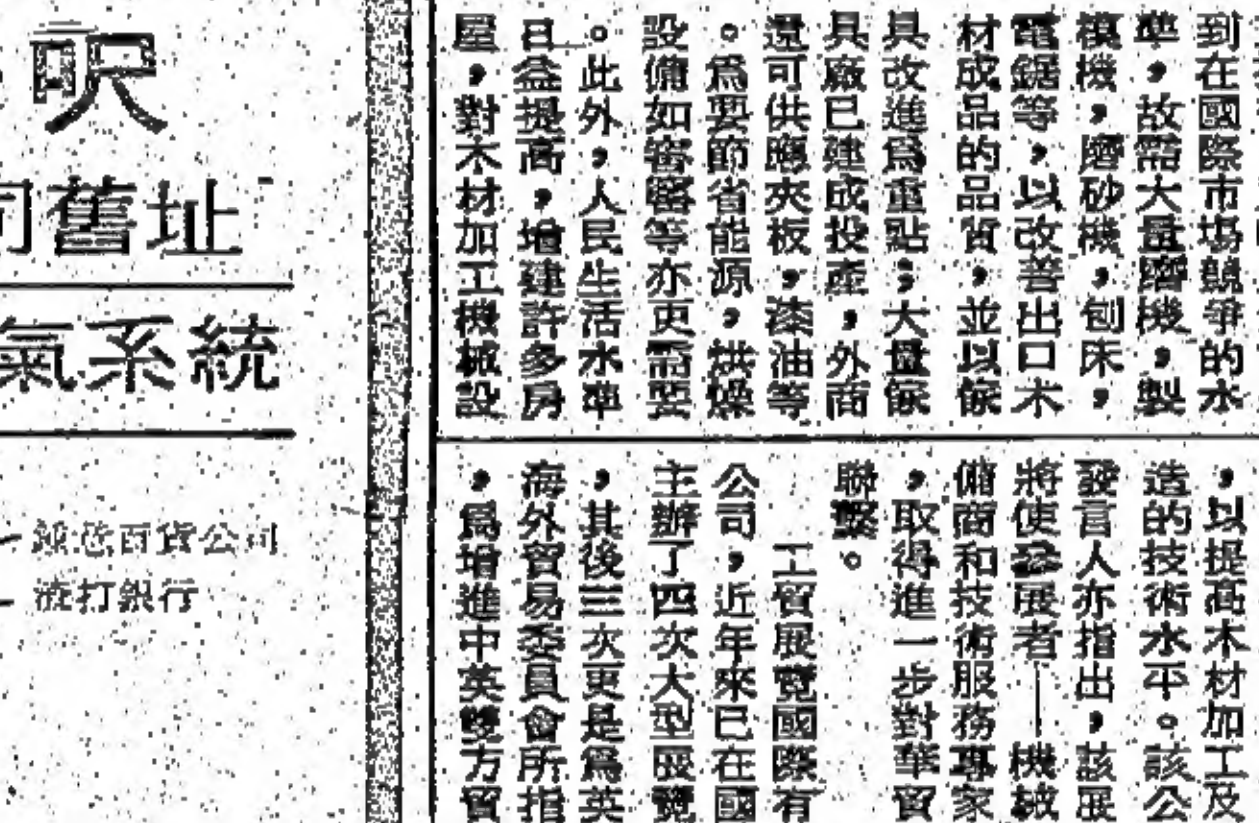 到在國際市場競爭的水
準，故需大量磨機，製
模機，磨砂機，刨床，
電鋸等，以改善出口木
材成品的品質，並以傢
具改進爲重點；大量傢
具廠已建成投產，外商
還可供應夾板，漆油等
。爲要節省能源，烘燥
設備如窰等亦更需要
。此外，人民生活水準
日益提高，增建許多房
屋，對木材加工機械設
，以提高木材加工及
造的技術水平。該公
發言人亦指出，該展
將使參展者——機械
備商和技術服務專家
，取得進一步對華貿
聯繫。
工貿展覽國際有
公司，近年來已在國
主辦了四次大型展覽
，其後三次更是爲英
海外貿易委員會所指
，爲增進中英雙方貿
呎
司舊址
氣系統
百貨公司
渣打銀行